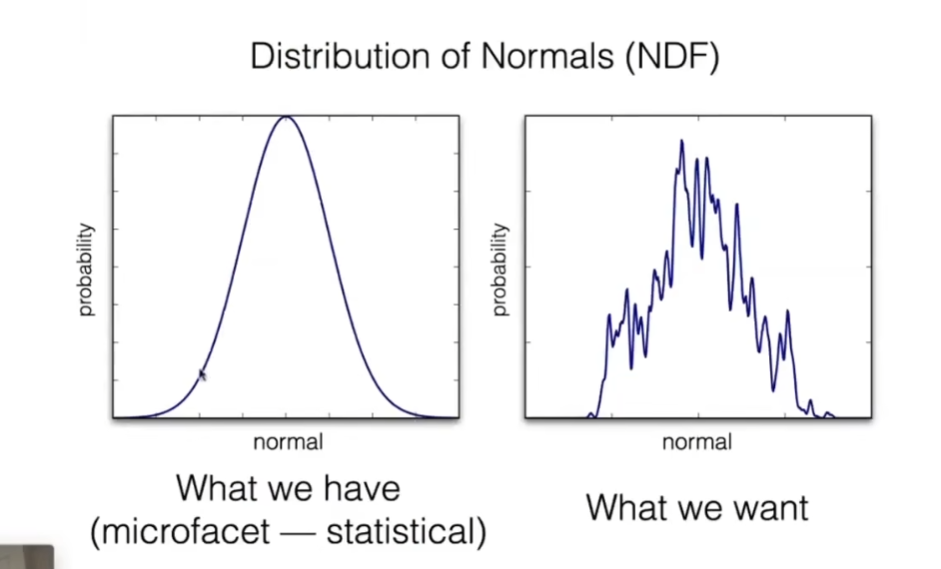 Distribution of Normals (NDF)
probability
normal
What we have
(microfacet — statistical)
probability
normal
What we want